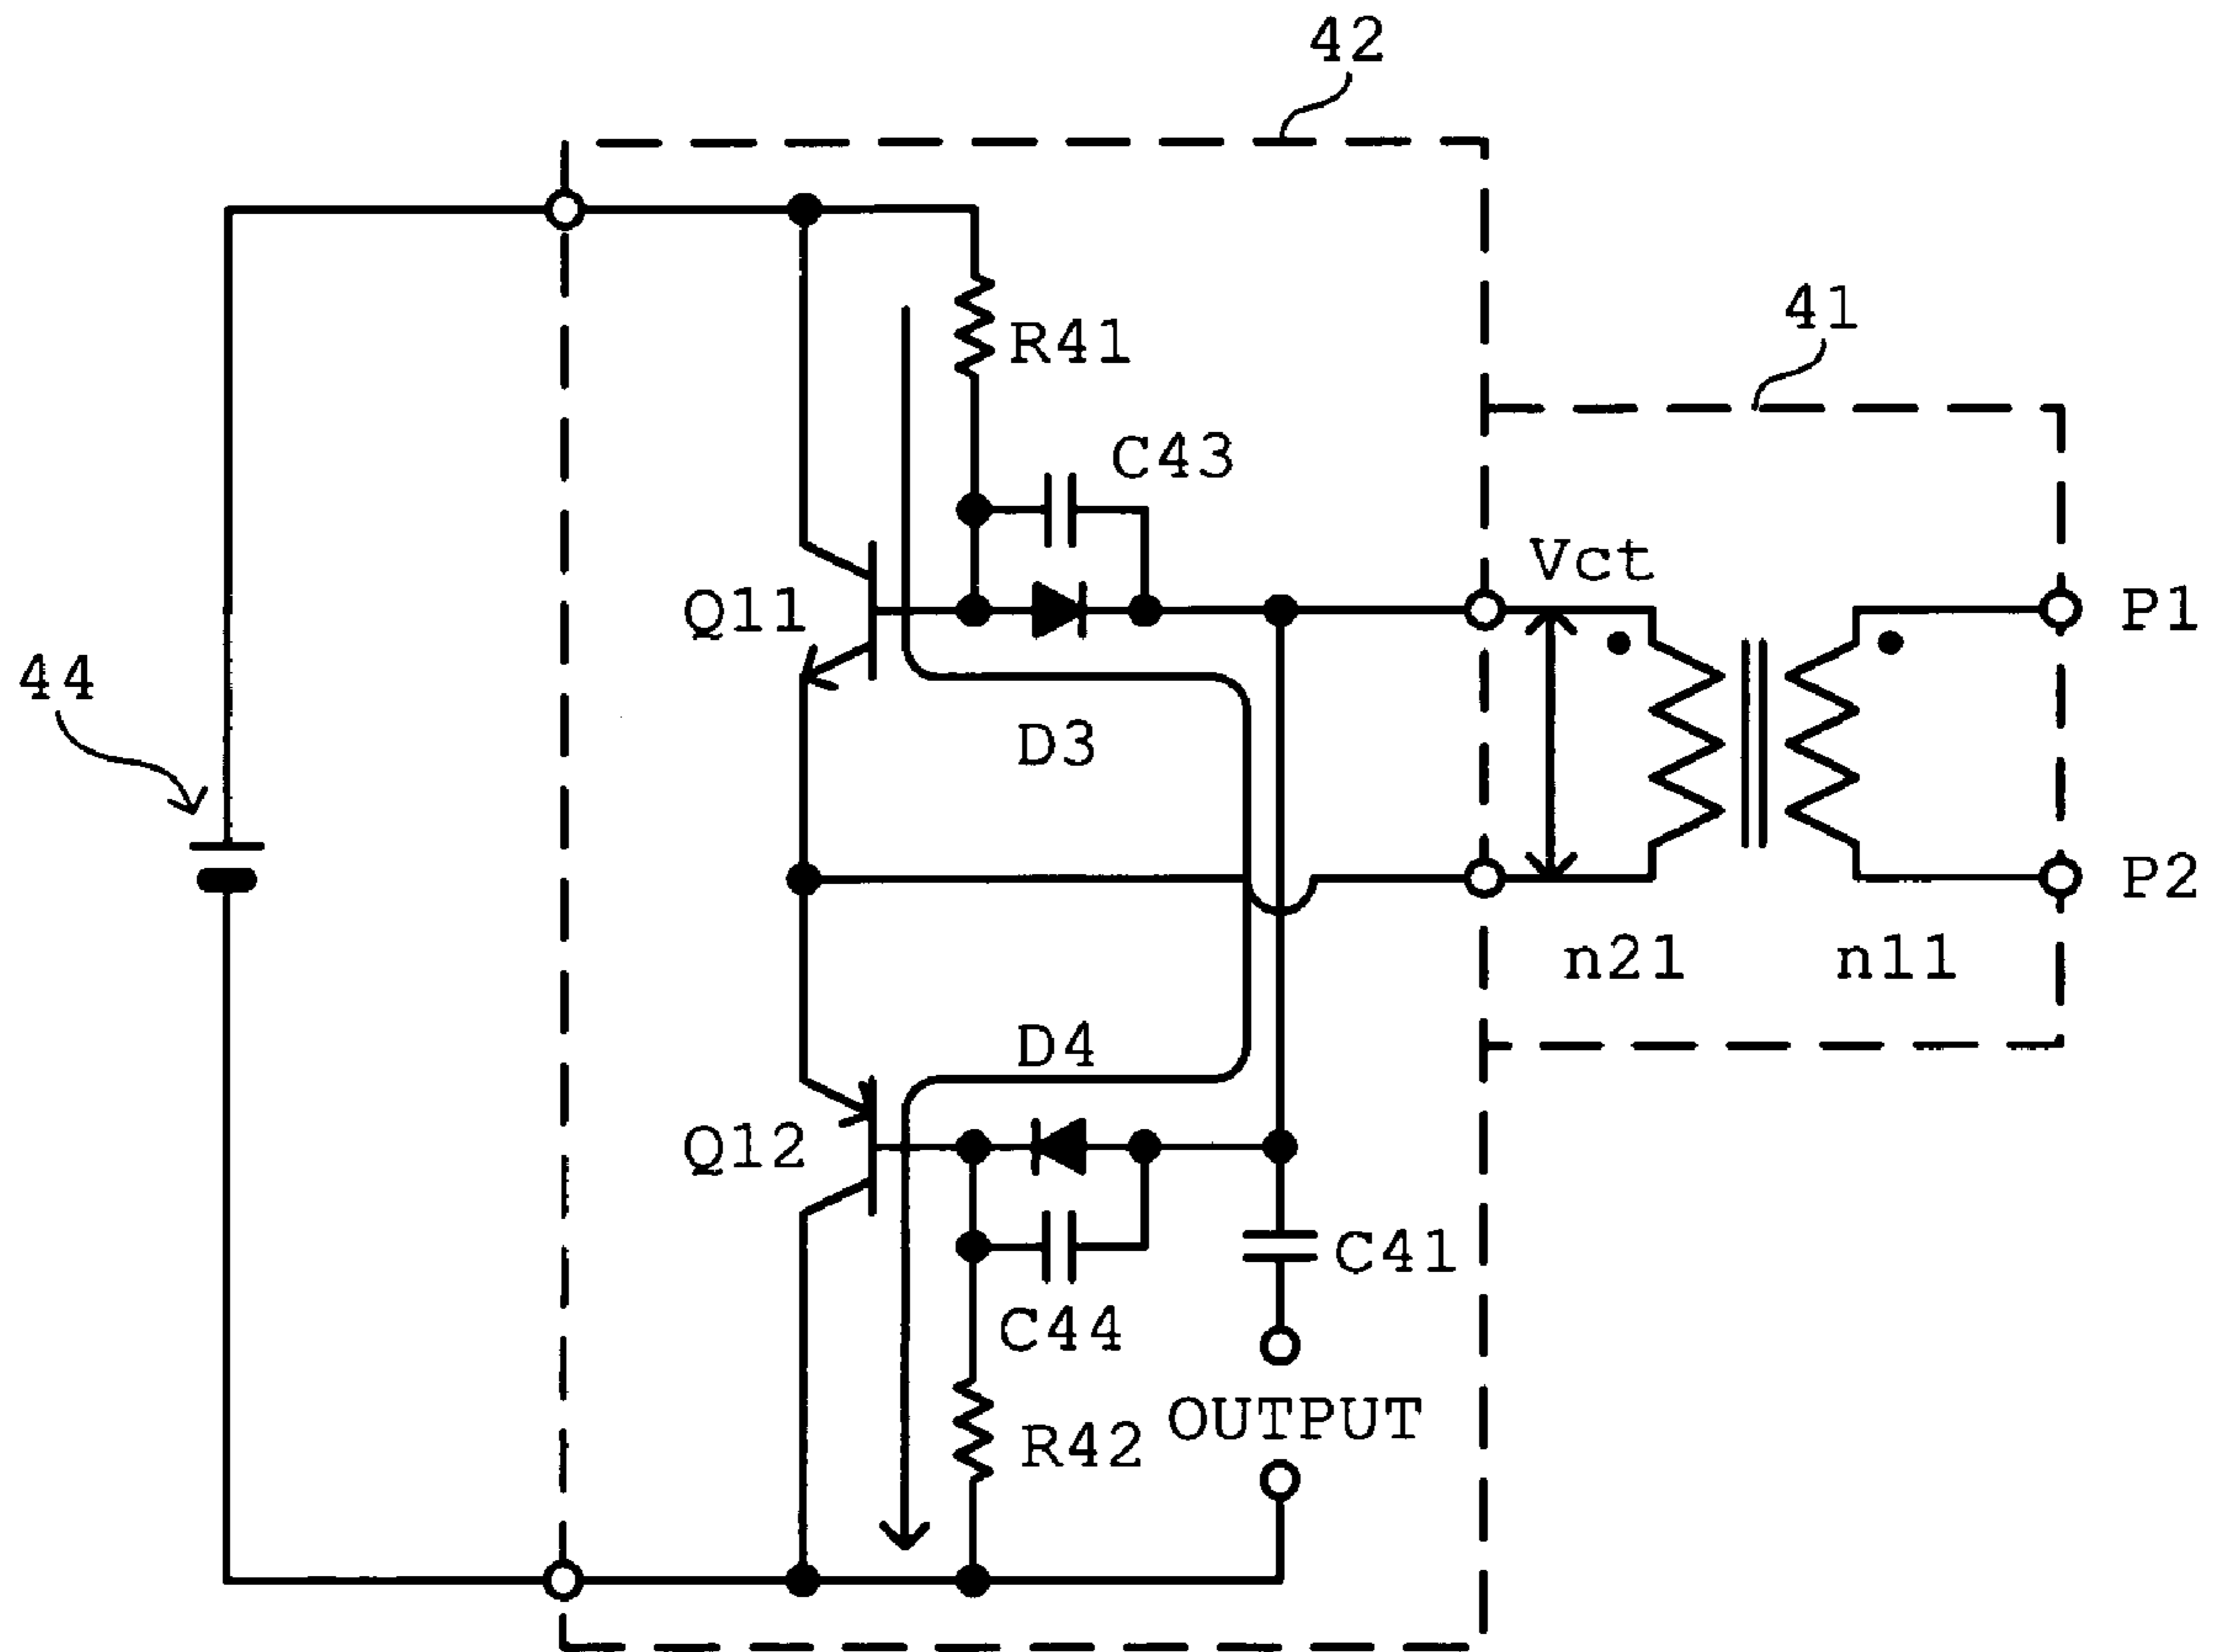 42
41
R41
C43
Vct
Q11
P1
44
D3
P2
n21
n11
D4
Q12
C41
C44
OUTPUT
R42